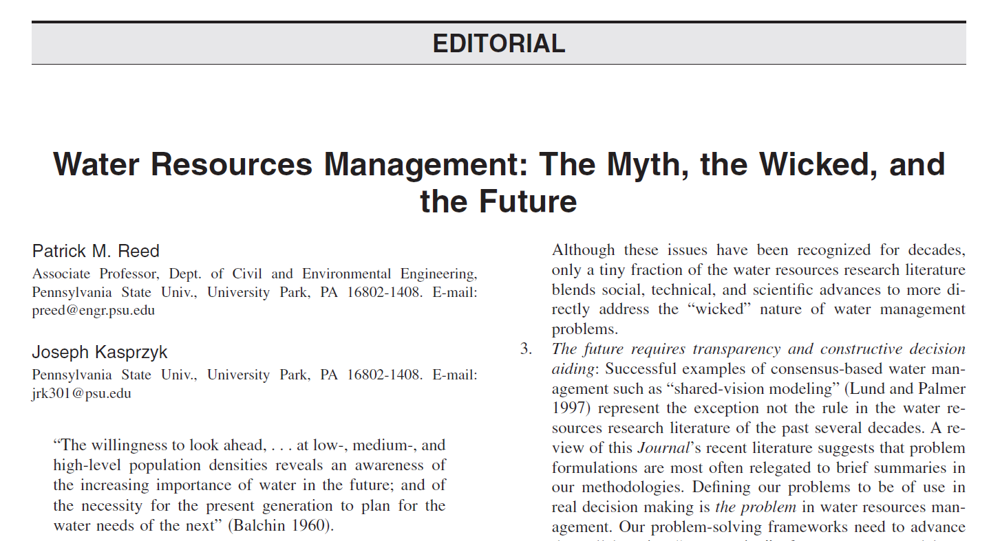 EDITORIAL
Water Resources Management: The Myth, the Wicked, and
the Future
Patrick M. Reed
Associate Professor, Dept. of Civil and Environmental Engineering,
Pennsylvania State Univ., University Park, PA 16802-1408. E-mail:
preed@engr.psu.edu
Joseph Kasprzyk
Pennsylvania State Univ., University Park, PA 16802-1408. E-mail:
jrk301@psu.edu
“The willingness to look ahead, . . . at low-, medium-, and
high-level population densities reveals an awareness of
the increasing importance of water in the future; and of
the necessity for the present generation to plan for the
water needs of the next” (Balchin 1960).
Although these issues have been recognized for decades,
only a tiny fraction of the water resources research literature
blends social, technical, and scientific advances to more di-
rectly address the “wicked” nature of water management
problems.
3. The future requires transparency and constructive decision
aiding: Successful examples of consensus-based water man-
agement such as “shared-vision modeling” (Lund and Palmer
1997) represent the exception not the rule in the water re-
sources research literature of the past several decades. A re-
view of this Journal’s recent literature suggests that problem
formulations are most often relegated to brief summaries in
our methodologies. Defining our problems to be of use in
real decision making is the problem in water resources man-
agement. Our problem-solving frameworks need to advance